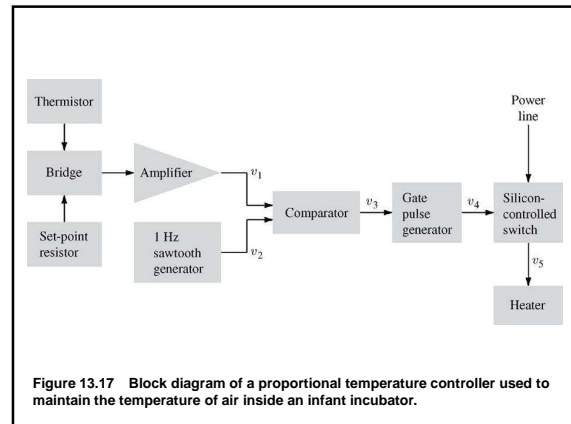 Thermistor
Power
line
Bridge
Amplifier
v1
Set-point
resistor
1 Hz
sawtooth
generator
v2
Comparator
v3
Gate
pulse
generator
v4
Silicon-
controlled
switch
v5
Heater
Figure 13.17 Block diagram of a proportional temperature controller used to
maintain the temperature of air inside an infant incubator.